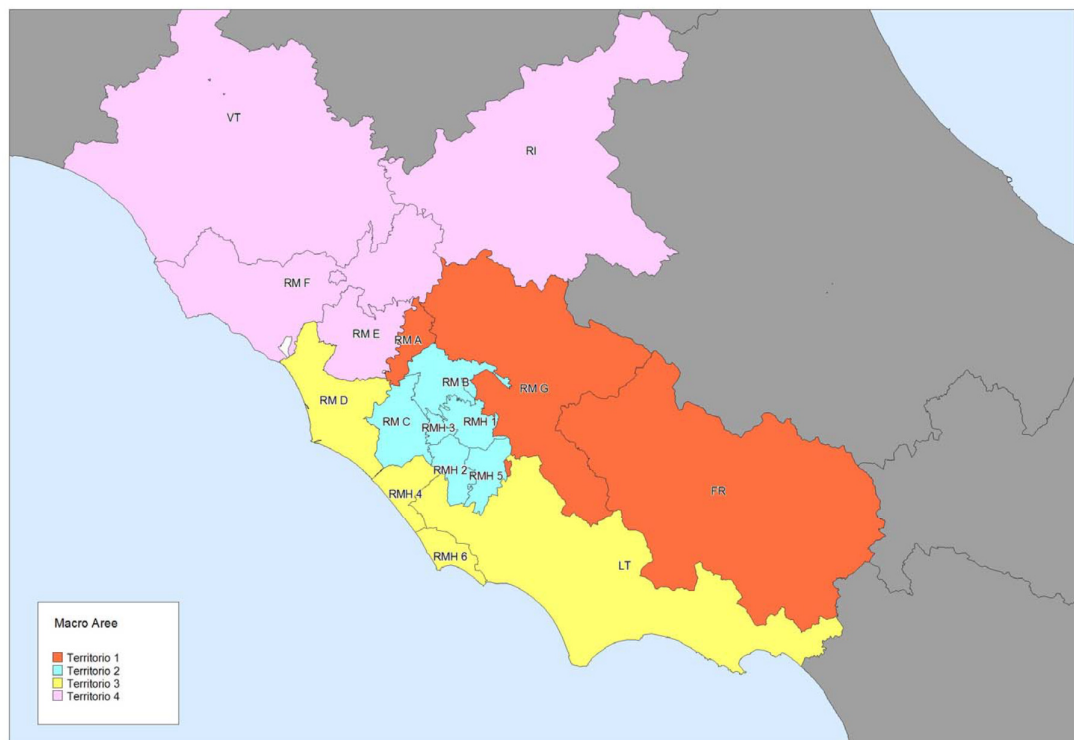 VT
RI
RM F
RM E
RM A
RM B
RM G
RM D
RM C
RMH 3
RMH 1
RMH 2
RMH 5
RMH 4
FR
RMH 6
LT
Macro Aree
Territorio 1
Territorio 2
Territorio 3
Territorio 4